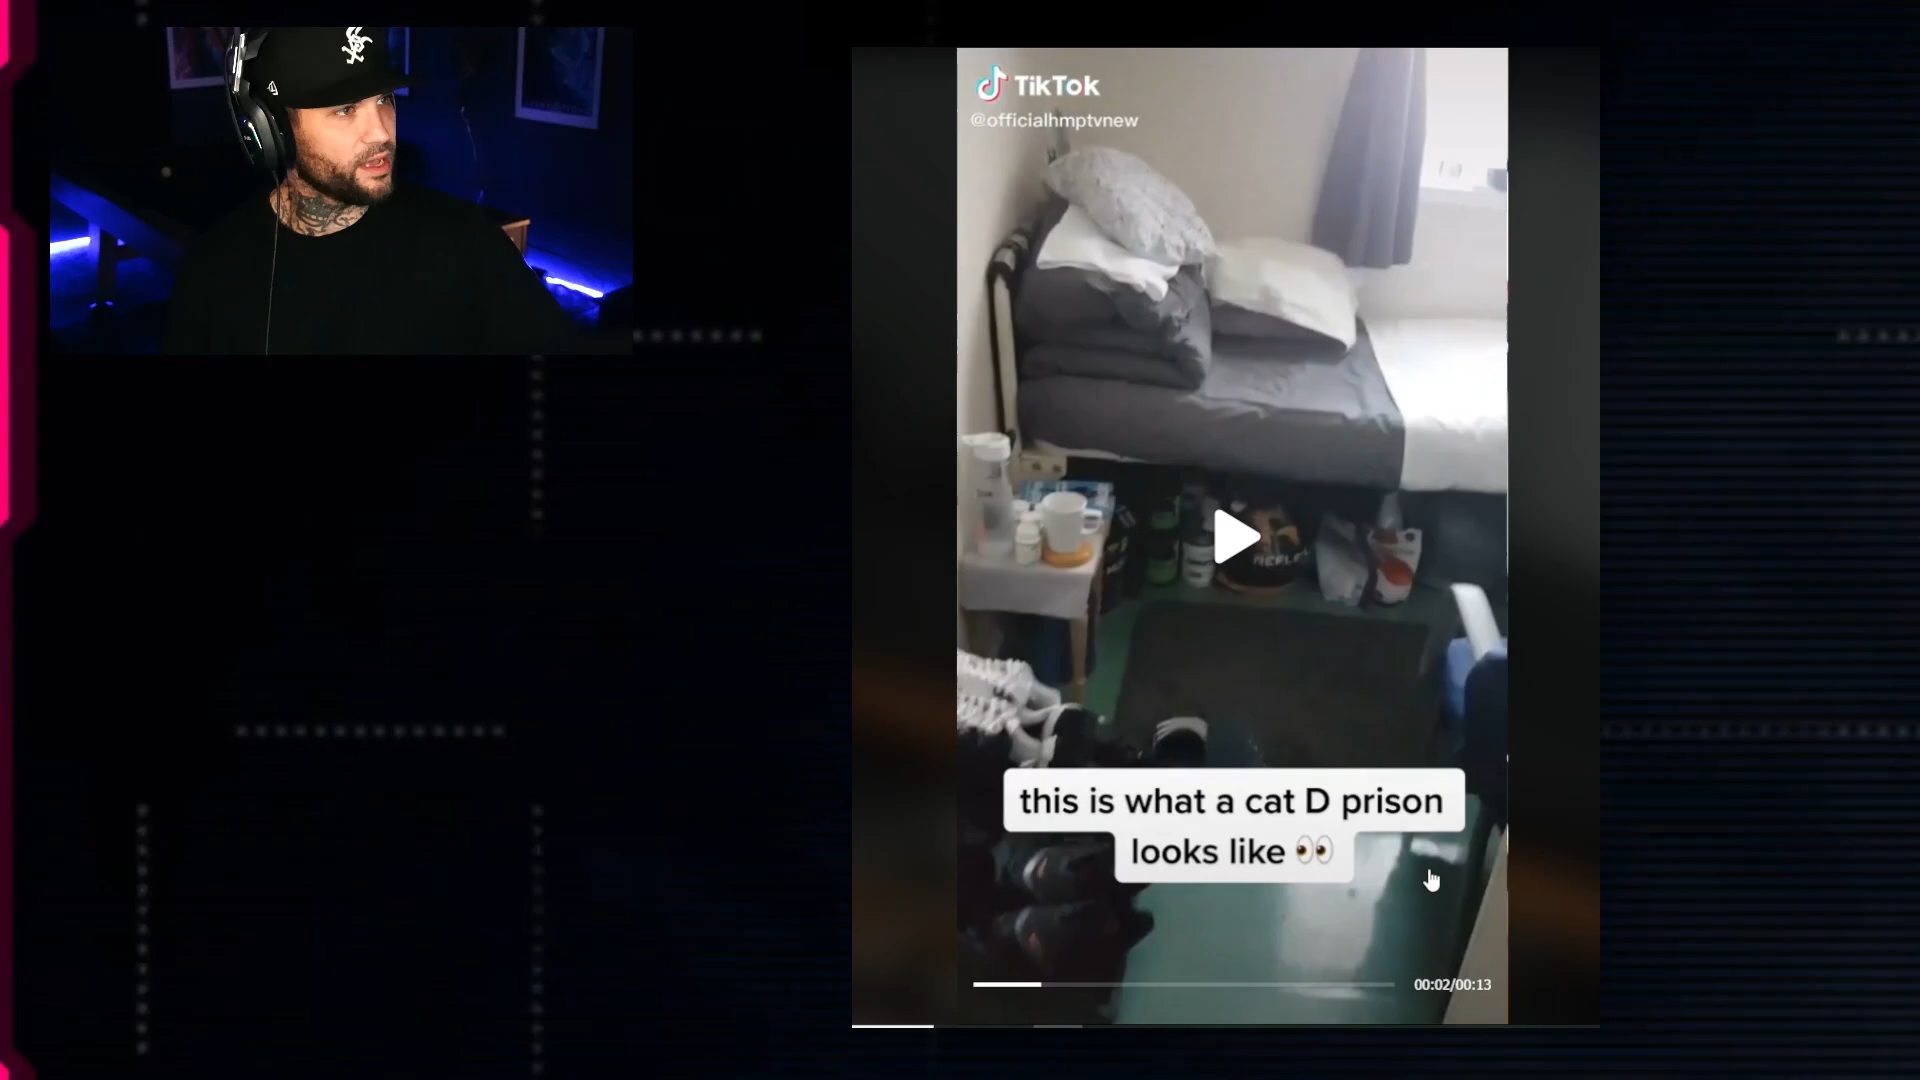 TikTok
@officialhmptvnew
this is what a cat D prison
looks like 👀
00:02/00:13